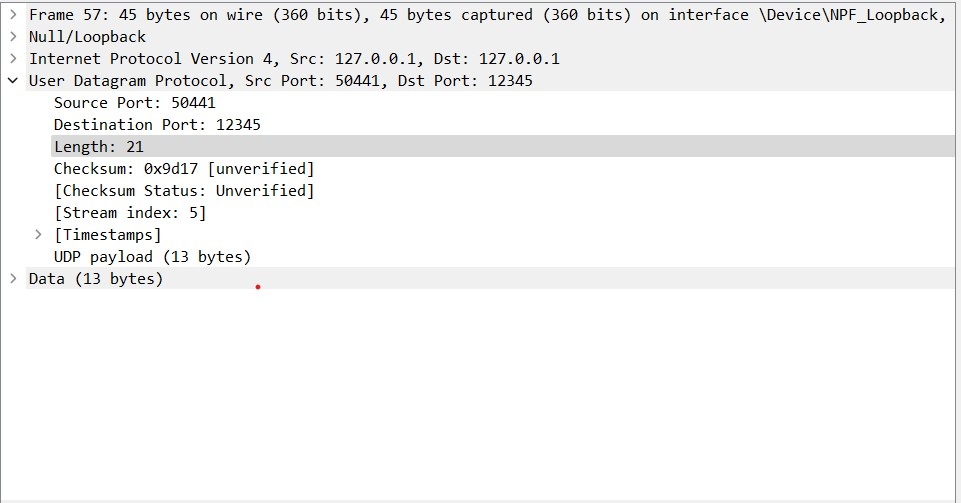 Frame 57: 45 bytes on wire (360 bits), 45 bytes captured (360 bits) on interface \Device\NPF_Loopback,
Null/Loopback
Internet Protocol Version 4, Src: 127.0.0.1, Dst: 127.0.0.1
User Datagram Protocol, Src Port: 50441, Dst Port: 12345
Source Port: 50441
Destination Port: 12345
Length: 21
Checksum: 0x9d17 [unverified]
[Checksum Status: Unverified]
[Stream index: 5]
[Timestamps]
UDP payload (13 bytes)
Data (13 bytes)